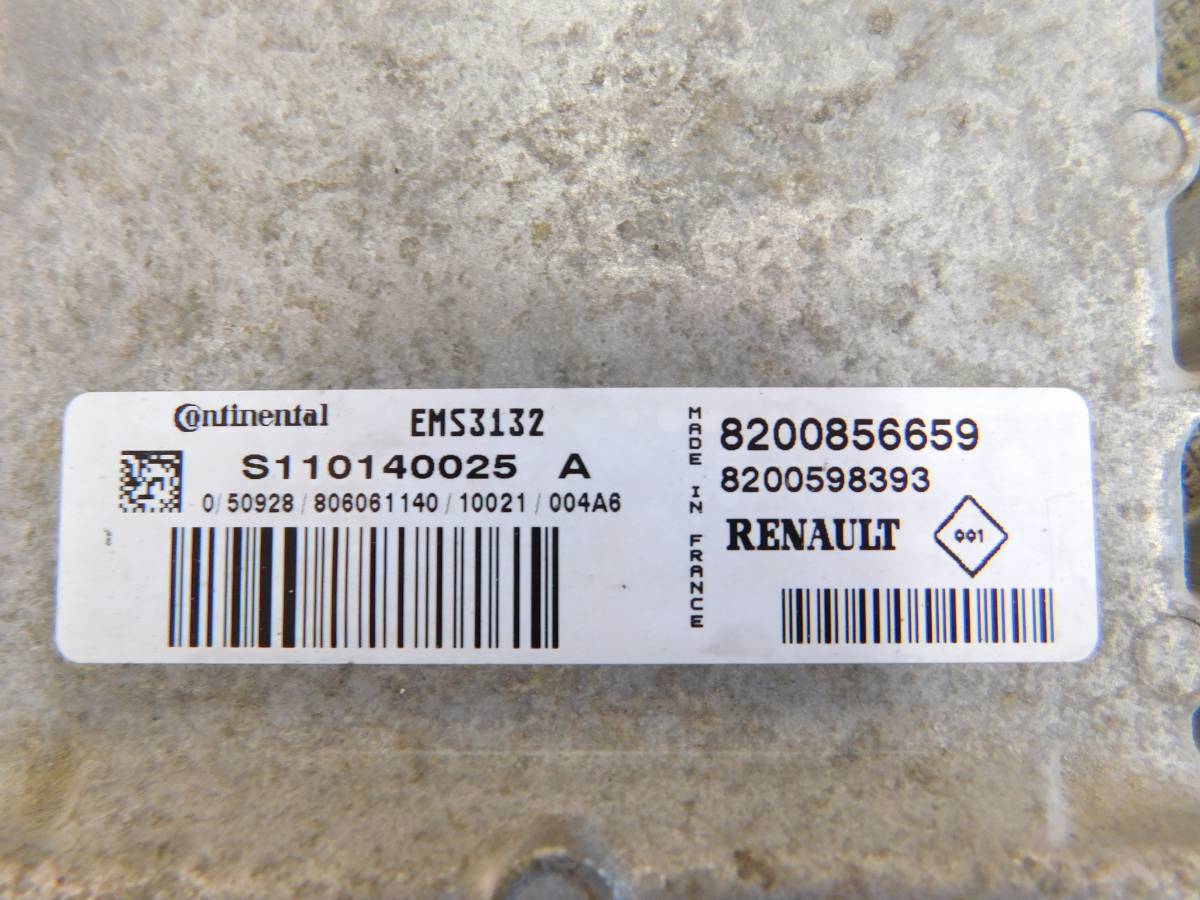 Continental EMS3132
S110140025 A
0/50928/806061140/10021/004A6
MADE IN FRANCE
8200856659
8200598393
RENAULT 001